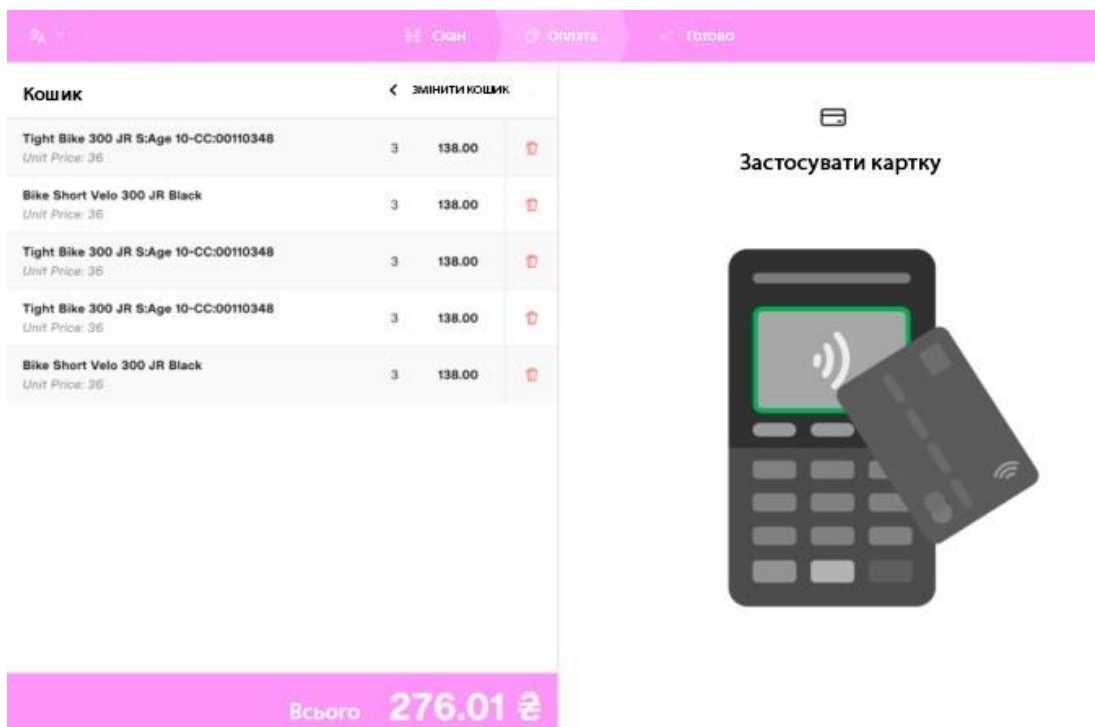 Скан Оплата Готово
Кошик ЗМІНИТИ КОШИК
Tight Bike 300 JR S:Age 10-CC:00110348
Unit Price: 36
3 138.00
Bike Short Velo 300 JR Black
Unit Price: 36
3 138.00
Tight Bike 300 JR S:Age 10-CC:00110348
Unit Price: 36
3 138.00
Tight Bike 300 JR S:Age 10-CC:00110348
Unit Price: 36
3 138.00
Bike Short Velo 300 JR Black
Unit Price: 36
3 138.00
Всього 276.01 ₴
Застосувати картку